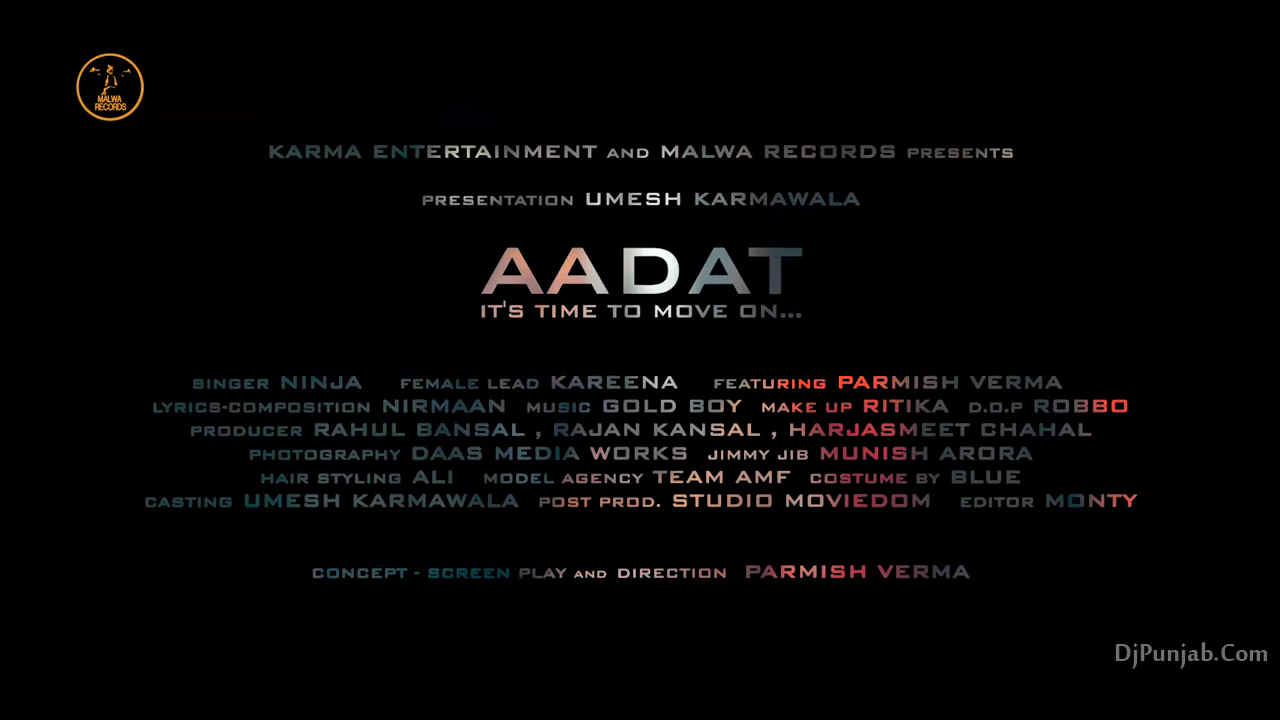 MALWA
RECORDS
KARMA ENTERTAINMENT AND MALWA RECORDS PRESENTS
PRESENTATION UMESH KARMAWALA
AADAT
IT'S TIME TO MOVE ON...
SINGER NINJA FEMALE LEAD KAREENA FEATURING PARMISH VERMA
LYRICS-COMPOSITION NIRMAAN MUSIC GOLD BOY MAKE UP RITIKA D.O.P ROBBO
PRODUCER RAHUL BANSAL , RAJAN KANSAL , HARJASMEET CHAHAL
PHOTOGRAPHY DAAS MEDIA WORKS JIMMY JIB MUNISH ARORA
HAIR STYLING ALI MODEL AGENCY TEAM AMF COSTUME BY BLUE
CASTING UMESH KARMAWALA POST PROD. STUDIO MOVIEDOM EDITOR MONTY
CONCEPT - SCREEN PLAY AND DIRECTION PARMISH VERMA
DjPunjab.Com